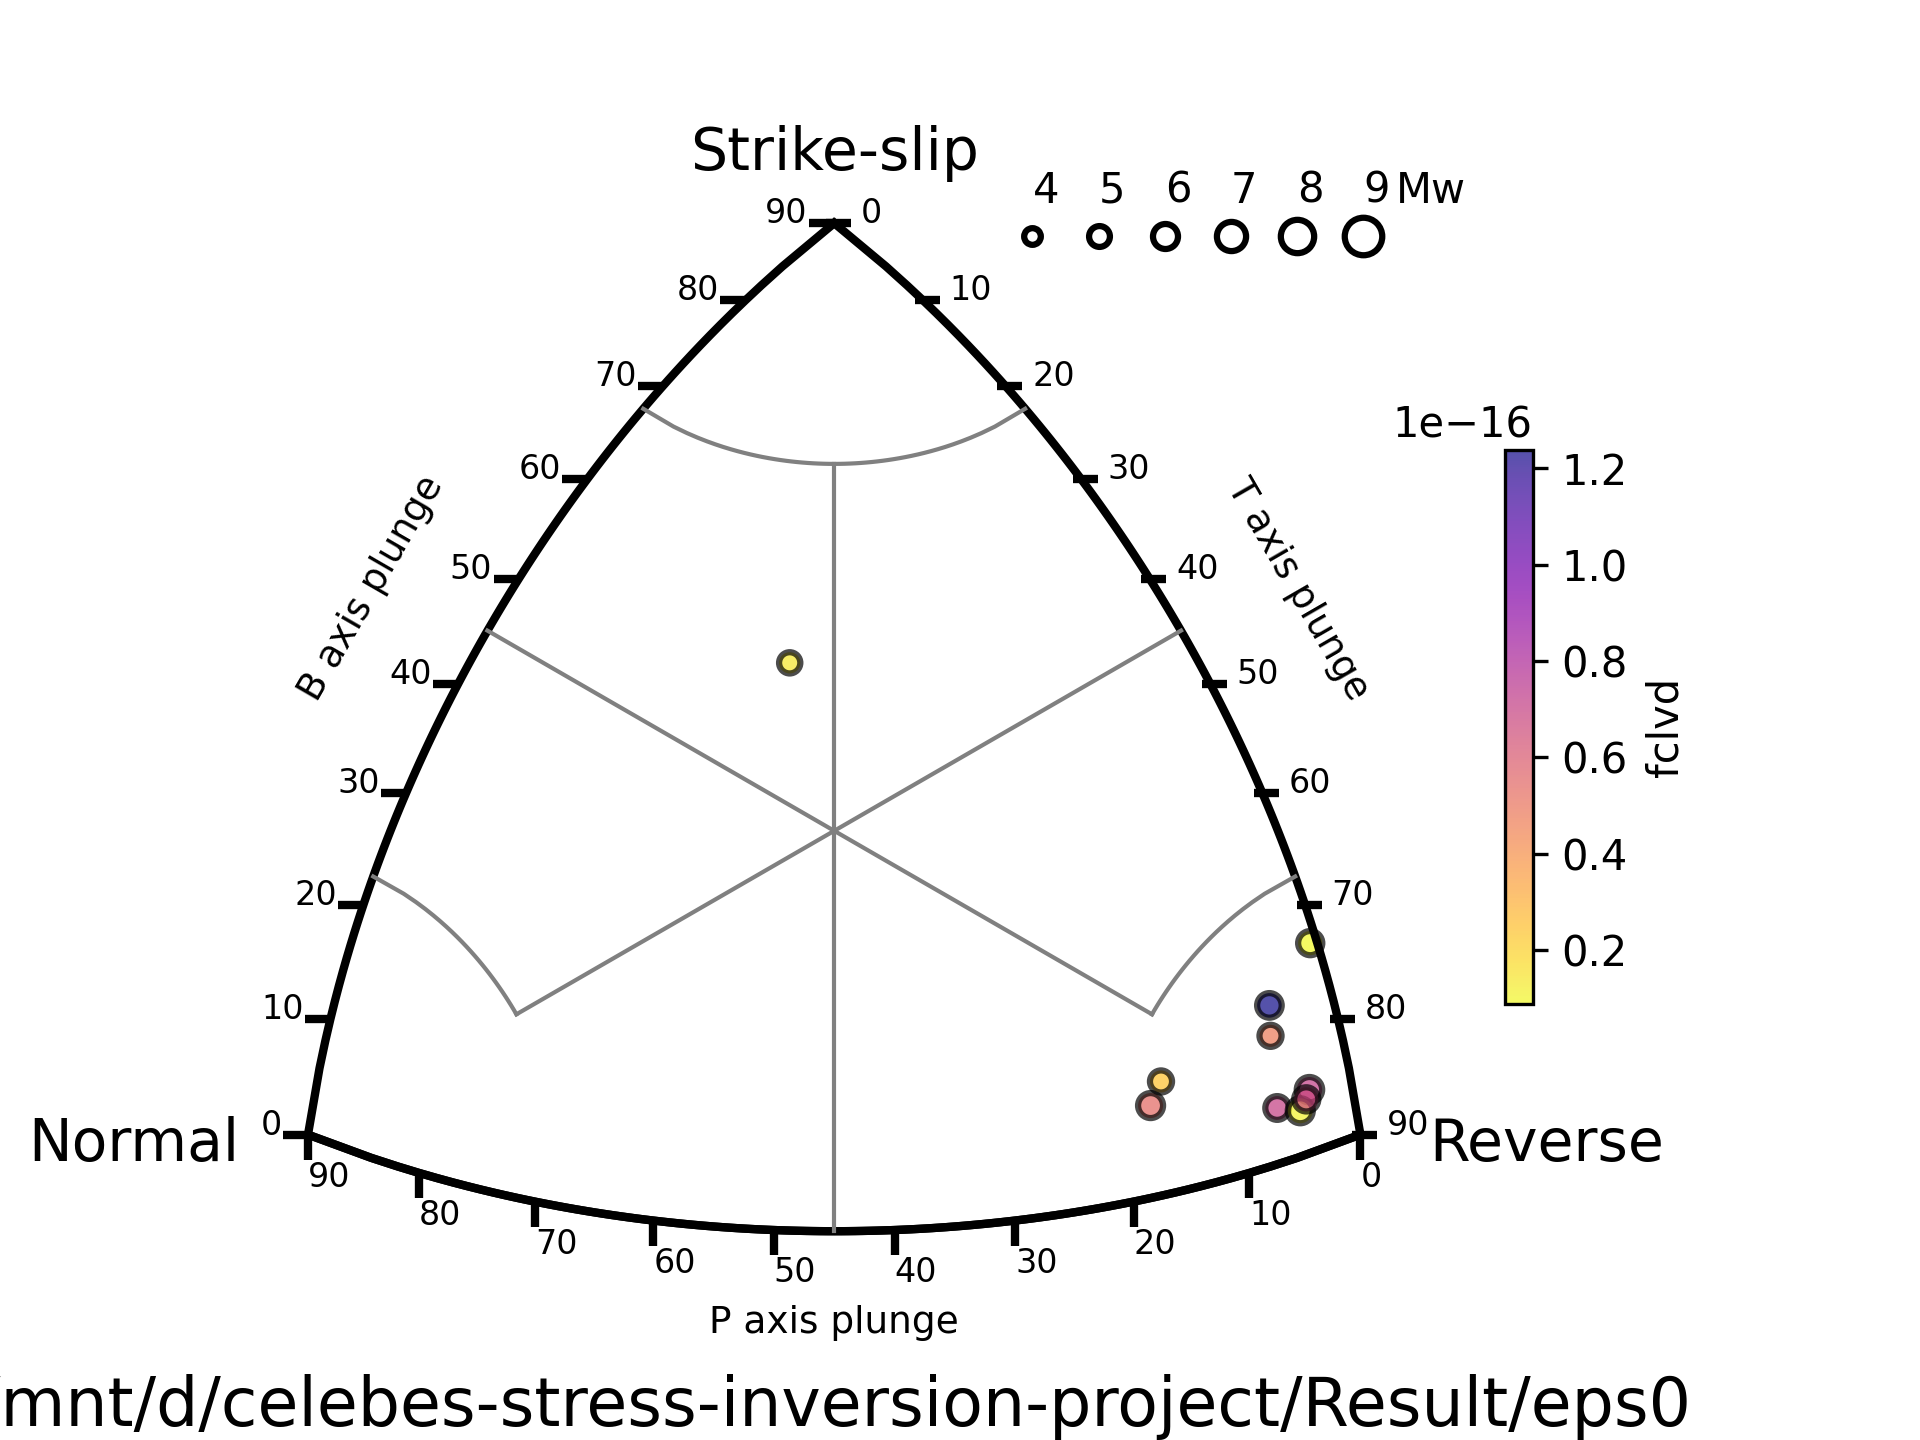 Strike-slip
4 5 6 7 8 9 Mw
90 0
80 10
70 20
60 30
50 40
40 50
30 60
20 70
10 80
0 90
B axis plunge
T axis plunge
1e−16
1.2
1.0
0.8
0.6
0.4
0.2
fclvd
Normal
Reverse
90 80 70 60 50 40 30 20 10 0
P axis plunge
mnt/d/celebes-stress-inversion-project/Result/eps0